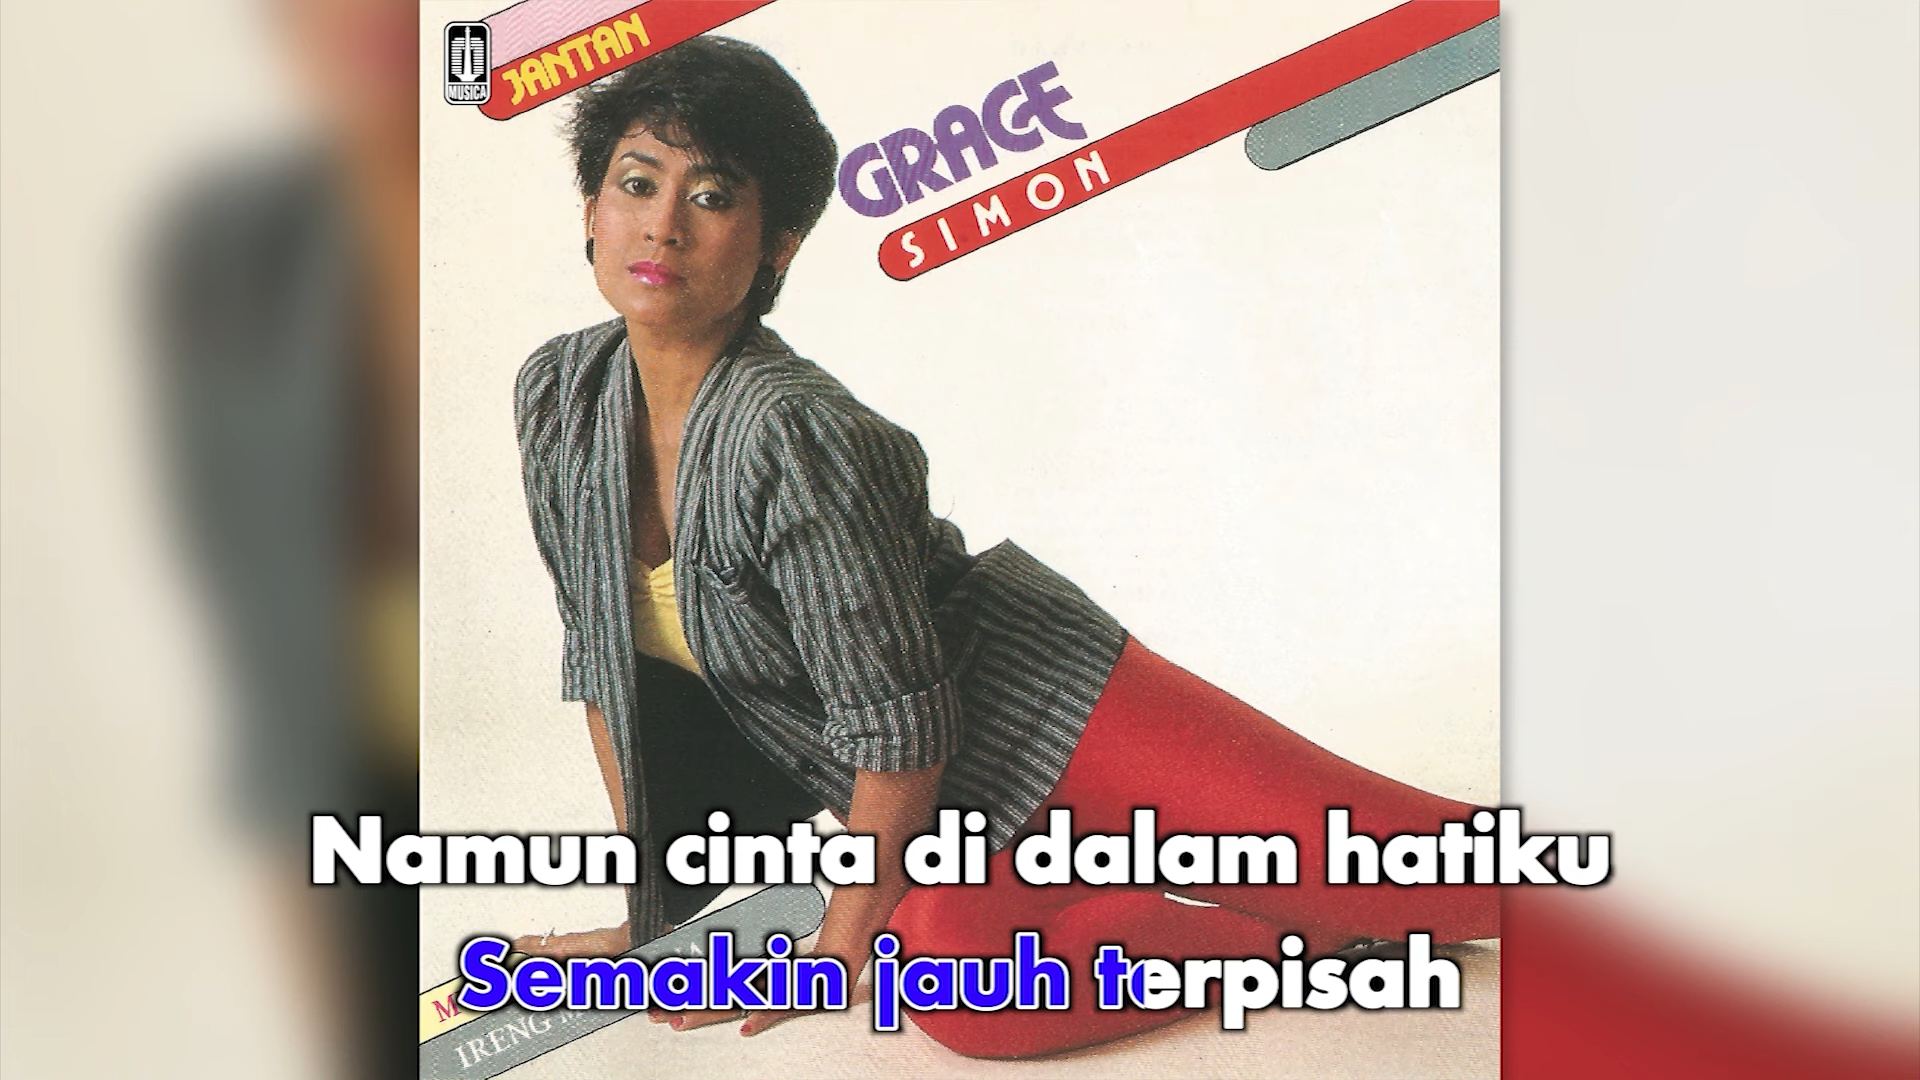 MUSICA
JANTAN
GRACE
SIMON
Namun cinta di dalam hatiku
Semakin jauh terpisah
IRENG